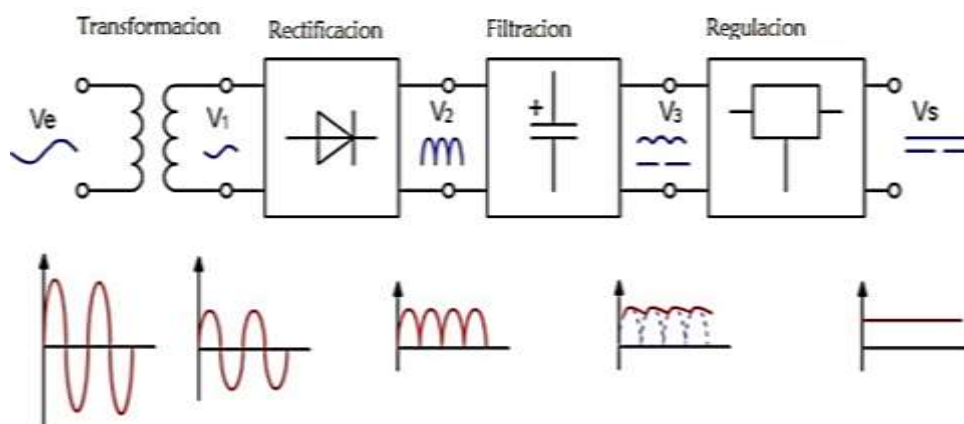 Transformacion Rectificacion Filtracion Regulacion
Ve V1 V2 + V3 Vs